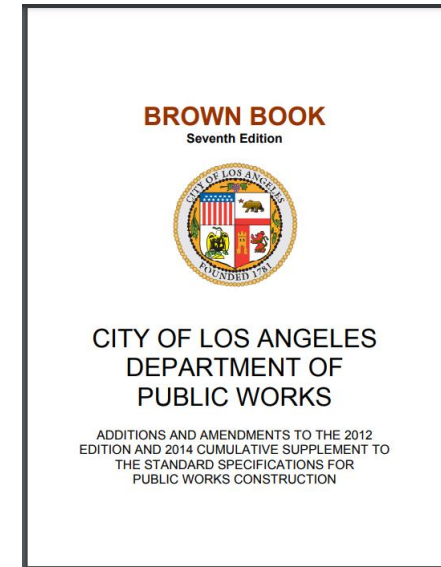 BROWN BOOK
Seventh Edition
CITY OF LOS ANGELES
FOUNDED 1781
CITY OF LOS ANGELES
DEPARTMENT OF
PUBLIC WORKS
ADDITIONS AND AMENDMENTS TO THE 2012
EDITION AND 2014 CUMULATIVE SUPPLEMENT TO
THE STANDARD SPECIFICATIONS FOR
PUBLIC WORKS CONSTRUCTION